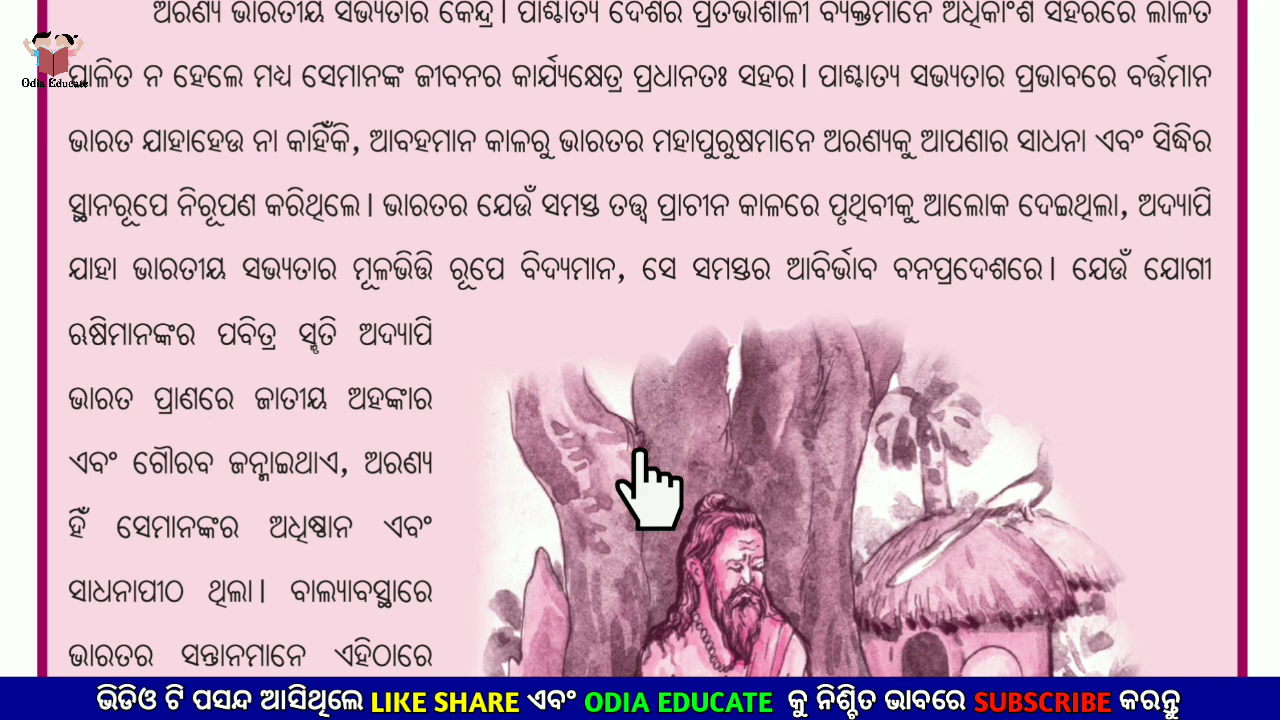 ଅରଣ୍ୟ ଭାରତୀୟ ସଭ୍ୟତାର କେନ୍ଦ୍ର। ପାଶ୍ଚାତ୍ୟ ଦେଶର ପ୍ରତିଭାଶାଳୀ ବ୍ୟକ୍ତିମାନେ ଅଧିକାଂଶ ସହରରେ ଲାଳିତ
ପାଳିତ ନ ହେଲେ ମଧ୍ୟ ସେମାନଙ୍କ ଜୀବନର କାର୍ଯ୍ୟକ୍ଷେତ୍ର ପ୍ରଧାନତଃ ସହର। ପାଶ୍ଚାତ୍ୟ ସଭ୍ୟତାର ପ୍ରଭାବରେ ବର୍ତ୍ତମାନ
ଭାରତ ଯାହାହେଉ ନା କାହିଁକି, ଆବହମାନ କାଳରୁ ଭାରତର ମହାପୁରୁଷମାନେ ଅରଣ୍ୟକୁ ଆପଣାର ସାଧନା ଏବଂ ସିଦ୍ଧିର
ସ୍ଥାନରୂପେ ନିରୂପଣ କରିଥିଲେ। ଭାରତର ଯେଉଁ ସମସ୍ତ ତତ୍ତ୍ୱ ପ୍ରାଚୀନ କାଳରେ ପୃଥିବୀକୁ ଆଲୋକ ଦେଇଥିଲା, ଅଦ୍ୟାପି
ଯାହା ଭାରତୀୟ ସଭ୍ୟତାର ମୂଳଭିତ୍ତି ରୂପେ ବିଦ୍ୟମାନ, ସେ ସମସ୍ତର ଆବିର୍ଭାବ ବନପ୍ରଦେଶରେ। ଯେଉଁ ଯୋଗୀ
ଋଷିମାନଙ୍କର ପବିତ୍ର ସ୍ମୃତି ଅଦ୍ୟାପି
ଭାରତ ପ୍ରାଣରେ ଜାତୀୟ ଅହଙ୍କାର
ଏବଂ ଗୌରବ ଜନ୍ମାଇଥାଏ, ଅରଣ୍ୟ
ହିଁ ସେମାନଙ୍କର ଅଧିଷ୍ଠାନ ଏବଂ
ସାଧନାପୀଠ ଥିଲା। ବାଲ୍ୟାବସ୍ଥାରେ
ଭାରତର ସନ୍ତାନମାନେ ଏହିଠାରେ
Odia Educate
ଭିଡିଓ ଟି ପସନ୍ଦ ଆସିଥିଲେ LIKE SHARE ଏବଂ ODIA EDUCATE କୁ ନିଶ୍ଚିତ ଭାବରେ SUBSCRIBE କରନ୍ତୁ